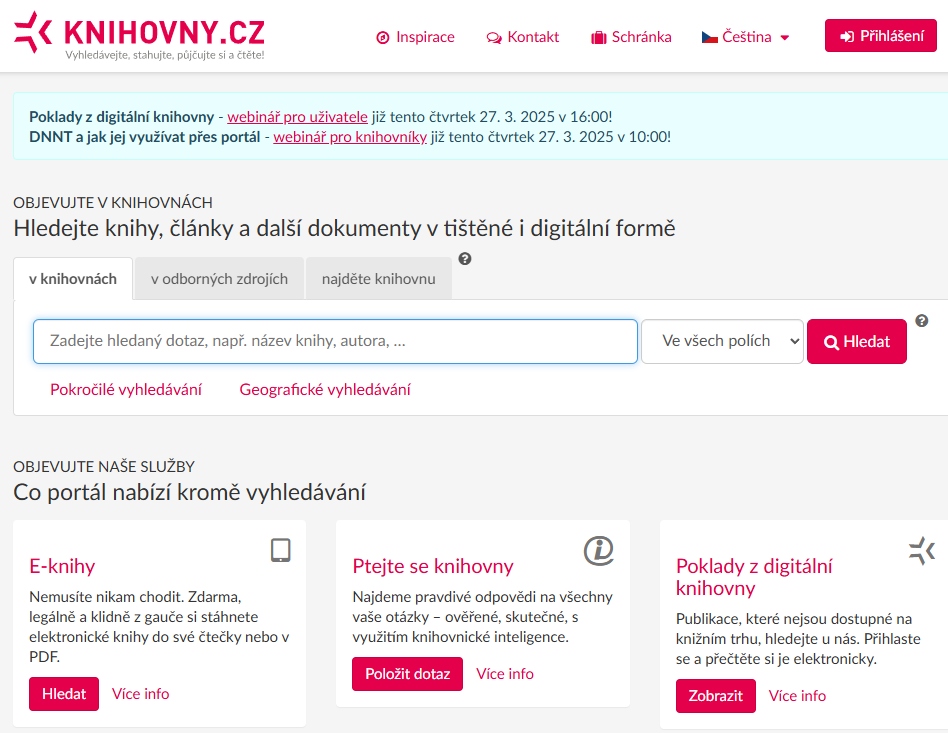 KNIHOVNY.CZ
Vyhledávejte, stahujte, půjčujte si a čtěte!
Inspirace
Kontakt
Schránka
Čeština
Přihlášení
Poklady z digitální knihovny - webinář pro uživatele již tento čtvrtek 27. 3. 2025 v 16:00!
DNNT a jak jej využívat přes portál - webinář pro knihovníky již tento čtvrtek 27. 3. 2025 v 10:00!
OBJEVUJTE V KNIHOVNÁCH
Hledejte knihy, články a další dokumenty v tištěné i digitální formě
v knihovnách
v odborných zdrojích
najděte knihovnu
?
Zadejte hledaný dotaz, např. název knihy, autora, ...
Ve všech polích
Hledat
?
Pokročilé vyhledávání
Geografické vyhledávání
OBJEVUJTE NAŠE SLUŽBY
Co portál nabízí kromě vyhledávání
E-knihy
Nemusíte nikam chodit. Zdarma,
legálně a klidně z gauče si stáhnete
elektronické knihy do své čtečky nebo v
PDF.
Hledat
Více info
Ptejte se knihovny
Najdeme pravdivé odpovědi na všechny
vaše otázky – ověřené, skutečné, s
využitím knihovnické inteligence.
Položit dotaz
Více info
Poklady z digitální
knihovny
Publikace, které nejsou dostupné na
knižním trhu, hledejte u nás. Přihlaste
se a přečtěte si je elektronicky.
Zobrazit
Více info